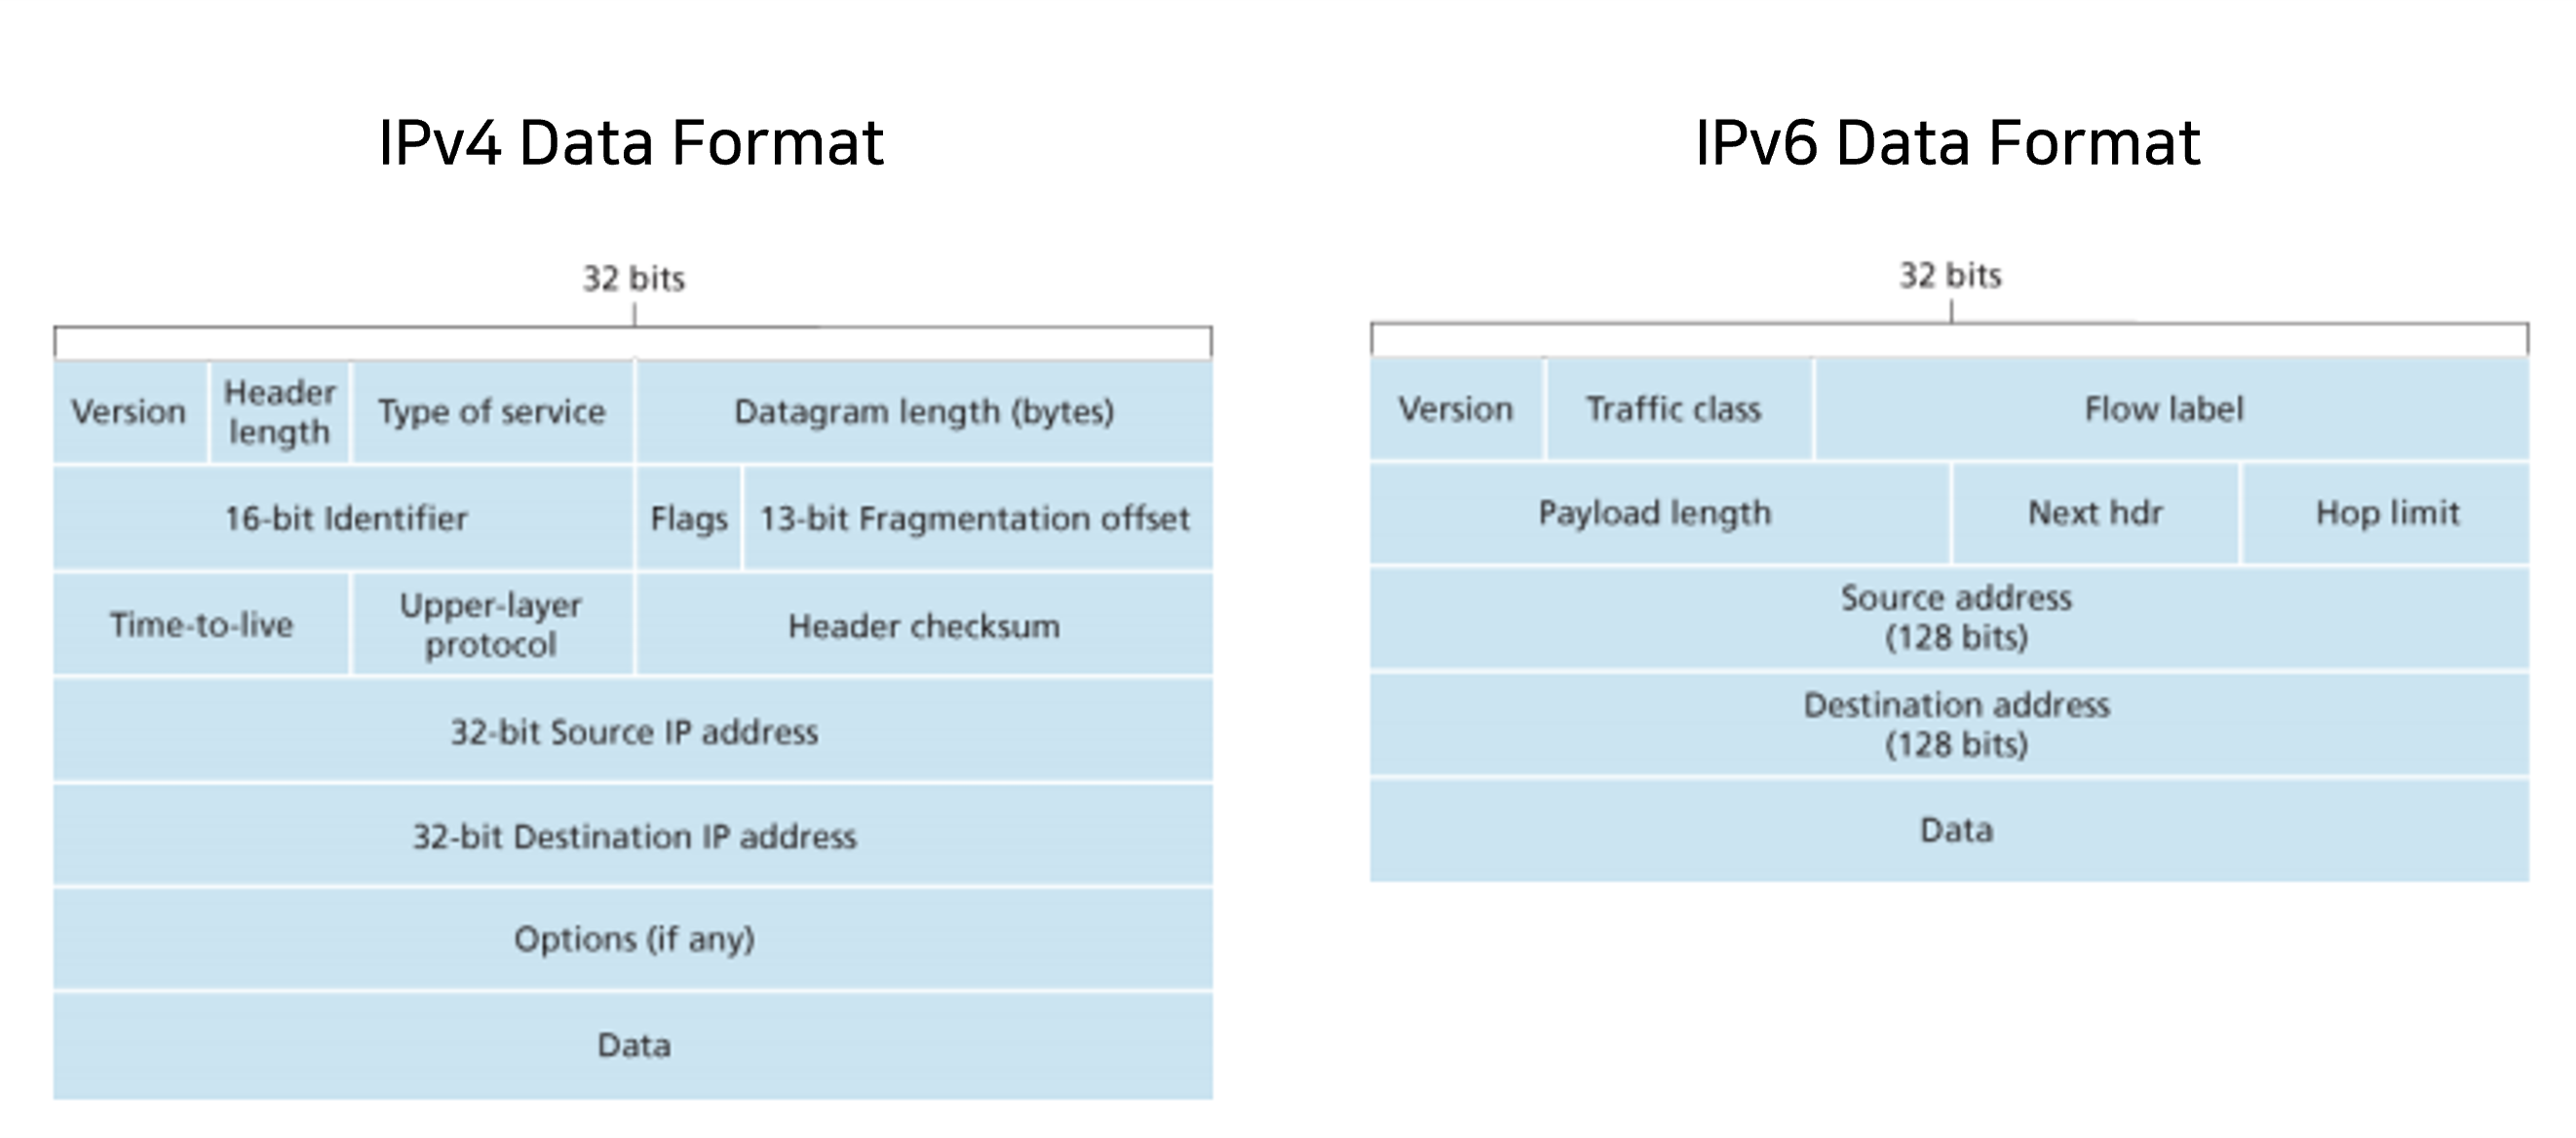 IPv4 Data Format
32 bits
Version
Header
length
Type of service
Datagram length (bytes)
16-bit Identifier
Flags
13-bit Fragmentation offset
Time-to-live
Upper-layer
protocol
Header checksum
32-bit Source IP address
32-bit Destination IP address
Options (if any)
Data
IPv6 Data Format
32 bits
Version
Traffic class
Flow label
Payload length
Next hdr
Hop limit
Source address
(128 bits)
Destination address
(128 bits)
Data